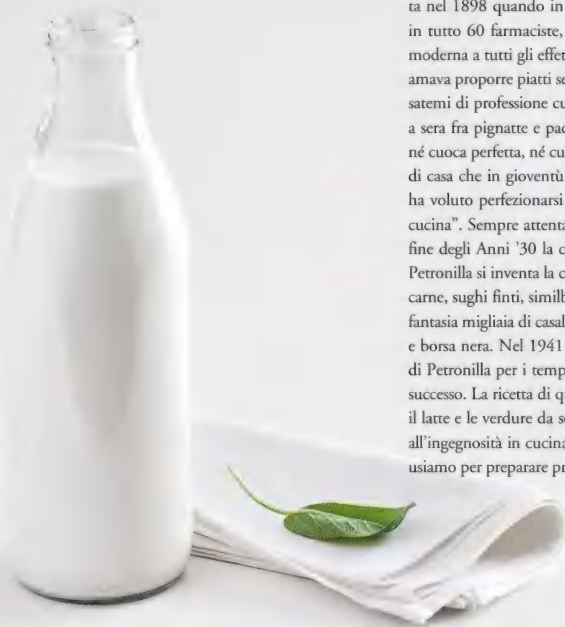 ta nel 1898 quando in
in tutto 60 farmaciste,
moderna a tutti gli effet
amava proporre piatti se
satemi di professione cu
a sera fra pignatte e pad
né cuoca perfetta, né cu
di casa che in gioventù
ha voluto perfezionarsi
cucina”. Sempre attenta
fine degli Anni ’30 la c
Petronilla si inventa la c
carne, sughi finti, similb
fantasia migliaia di casal
e borsa nera. Nel 1941
di Petronilla per i temp
successo. La ricetta di q
il latte e le verdure da s
all’ingegnosità in cucina
usiamo per preparare pr